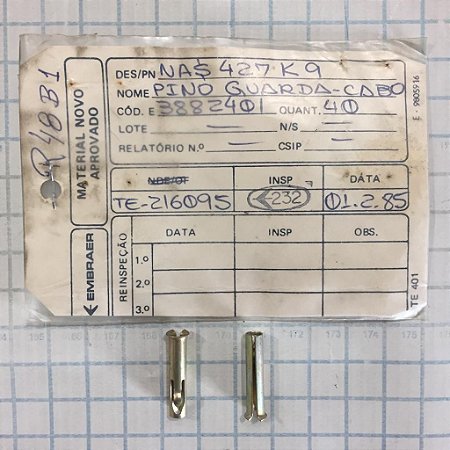 R48B1
MATERIAL NOVO
APROVADO
EMBRAER
DES/PN NAS 427 K9
NOME PINO GUARDA-CABO
CÓD. E 3882401 QUANT. 40
LOTE — N/S —
RELATÓRIO N.º — CSIP —
E - 9805916
NDE/OT INSP DATA
TE-216095 232 01.2.85
REINSPEÇÃO
DATA INSP OBS.
1.º
2.º
3.º
TE 401